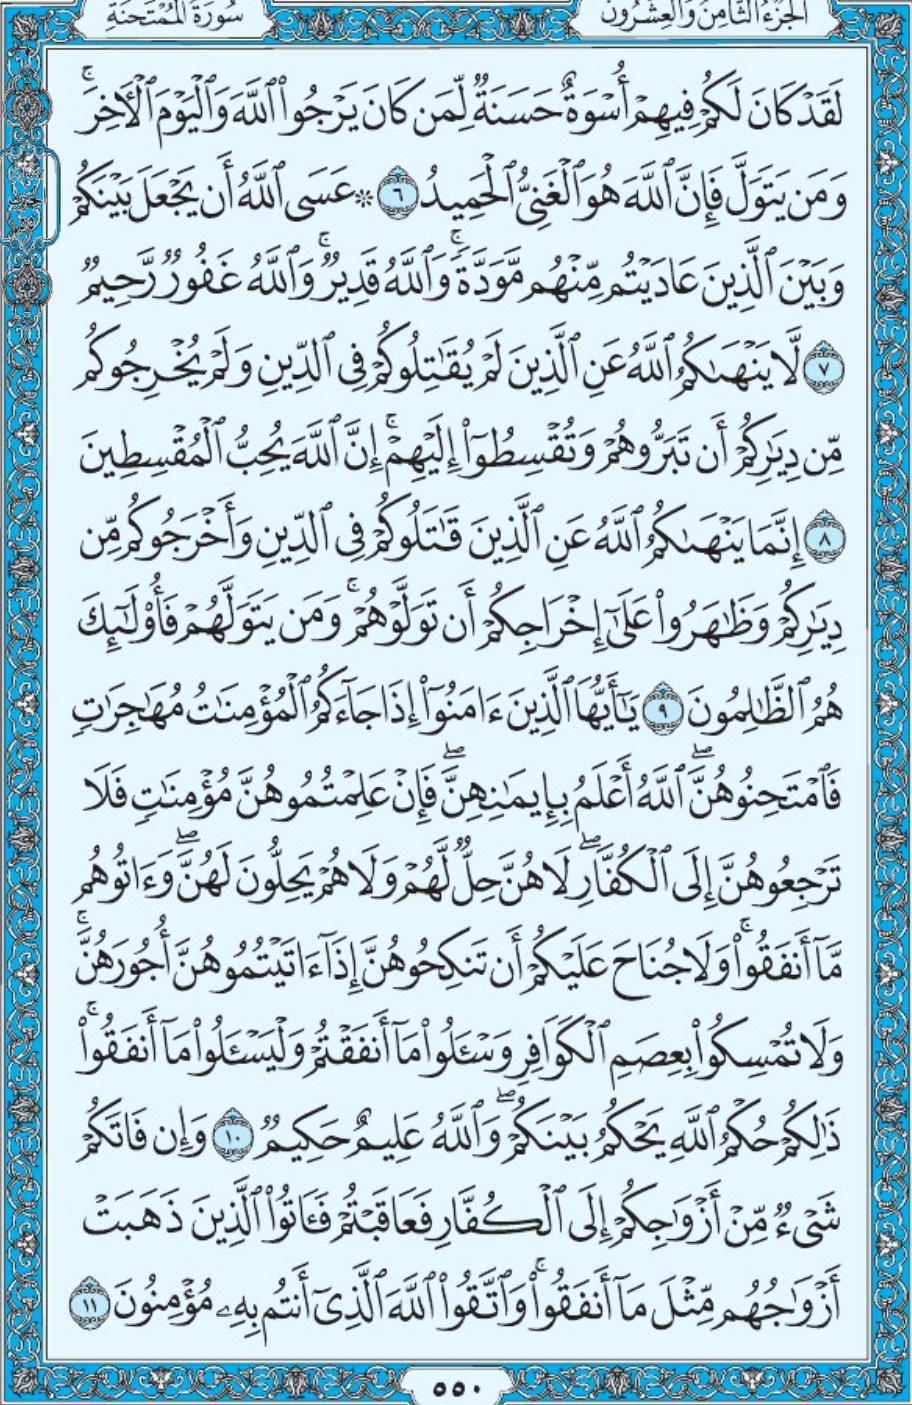 الجزء الثامن والعشرون
سورة الممتحنة
لَقَدْ كَانَ لَكُمْ فِيهِمْ أُسْوَةٌ حَسَنَةٌ لِّمَن كَانَ يَرْجُوا۟ ٱللَّهَ وَٱلْيَوْمَ ٱلْـَٔاخِرَ ۚ
وَمَن يَتَوَلَّ فَإِنَّ ٱللَّهَ هُوَ ٱلْغَنِىُّ ٱلْحَمِيدُ ٦ ۞ عَسَى ٱللَّهُ أَن يَجْعَلَ بَيْنَكُمْ
وَبَيْنَ ٱلَّذِينَ عَادَيْتُم مِّنْهُم مَّوَدَّةً ۚ وَٱللَّهُ قَدِيرٌ ۚ وَٱللَّهُ غَفُورٌ رَّحِيمٌ
٧ لَّا يَنْهَىٰكُمُ ٱللَّهُ عَنِ ٱلَّذِينَ لَمْ يُقَـٰتِلُوكُمْ فِى ٱلدِّينِ وَلَمْ يُخْرِجُوكُم
مِّن دِيَـٰرِكُمْ أَن تَبَرُّوهُمْ وَتُقْسِطُوٓا۟ إِلَيْهِمْ ۚ إِنَّ ٱللَّهَ يُحِبُّ ٱلْمُقْسِطِينَ
٨ إِنَّمَا يَنْهَىٰكُمُ ٱللَّهُ عَنِ ٱلَّذِينَ قَـٰتَلُوكُمْ فِى ٱلدِّينِ وَأَخْرَجُوكُم مِّن
دِيَـٰرِكُمْ وَظَـٰهَرُوا۟ عَلَىٰٓ إِخْرَاجِكُمْ أَن تَوَلَّوْهُمْ ۚ وَمَن يَتَوَلَّهُمْ فَأُو۟لَـٰٓئِكَ
هُمُ ٱلظَّـٰلِمُونَ ٩ يَـٰٓأَيُّهَا ٱلَّذِينَ ءَامَنُوٓا۟ إِذَا جَآءَكُمُ ٱلْمُؤْمِنَـٰتُ مُهَـٰجِرَٰتٍ
فَٱمْتَحِنُوهُنَّ ۖ ٱللَّهُ أَعْلَمُ بِإِيمَـٰنِهِنَّ ۖ فَإِنْ عَلِمْتُمُوهُنَّ مُؤْمِنَـٰتٍ فَلَا
تَرْجِعُوهُنَّ إِلَى ٱلْكُفَّارِ ۖ لَا هُنَّ حِلٌّ لَّهُمْ وَلَا هُمْ يَحِلُّونَ لَهُنَّ ۖ وَءَاتُوهُم
مَّآ أَنفَقُوا۟ ۚ وَلَا جُنَاحَ عَلَيْكُمْ أَن تَنكِحُوهُنَّ إِذَآ ءَاتَيْتُمُوهُنَّ أُجُورَهُنَّ ۚ
وَلَا تُمْسِكُوا۟ بِعِصَمِ ٱلْكَوَافِرِ وَسْـَٔلُوا۟ مَآ أَنفَقْتُمْ وَلْيَسْـَٔلُوا۟ مَآ أَنفَقُوا۟ ۚ
ذَٰلِكُمْ حُكْمُ ٱللَّهِ يَحْكُمُ بَيْنَكُمْ ۖ وَٱللَّهُ عَلِيمٌ حَكِيمٌ ١٠ وَإِن فَاتَكُمْ
شَىْءٌ مِّنْ أَزْوَٰجِكُمْ إِلَى ٱلْكُفَّارِ فَعَاقَبْتُمْ فَـَٔاتُوا۟ ٱلَّذِينَ ذَهَبَتْ
أَزْوَٰجُهُم مِّثْلَ مَآ أَنفَقُوا۟ ۚ وَٱتَّقُوا۟ ٱللَّهَ ٱلَّذِىٓ أَنتُم بِهِۦ مُؤْمِنُونَ ١١
٥٥٠